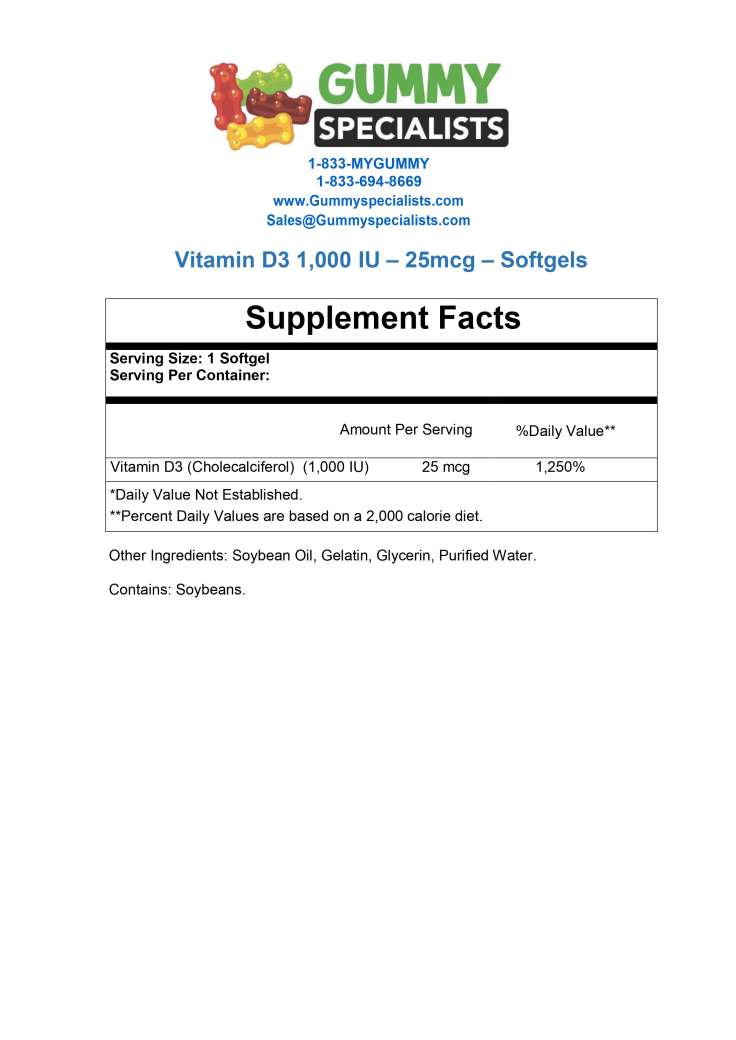 GUMMY
SPECIALISTS
1-833-MYGUMMY
1-833-694-8669
www.Gummyspecialists.com
Sales@Gummyspecialists.com
Vitamin D3 1,000 IU – 25mcg – Softgels
Supplement Facts
Serving Size: 1 Softgel
Serving Per Container:
Amount Per Serving %Daily Value**
Vitamin D3 (Cholecalciferol) (1,000 IU) 25 mcg 1,250%
*Daily Value Not Established.
**Percent Daily Values are based on a 2,000 calorie diet.
Other Ingredients: Soybean Oil, Gelatin, Glycerin, Purified Water.
Contains: Soybeans.